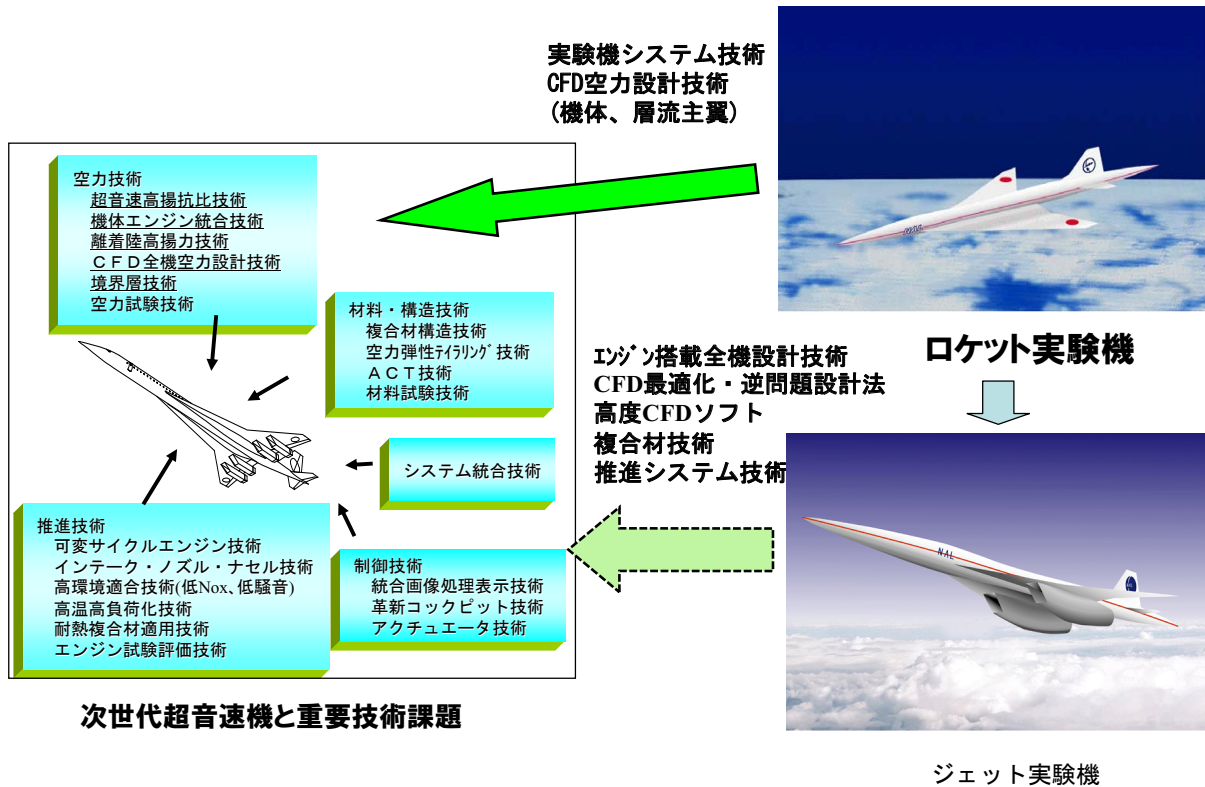 実験機システム技術
CFD空力設計技術
(機体、層流主翼)
空力技術
超音速高揚抗比技術
機体エンジン統合技術
離着陸高揚力技術
ＣＦＤ全機空力設計技術
境界層技術
空力試験技術
材料・構造技術
複合材構造技術
空力弾性ﾃｲﾗﾘﾝｸﾞ技術
ＡＣＴ技術
材料試験技術
システム統合技術
推進技術
可変サイクルエンジン技術
インテーク・ノズル・ナセル技術
高環境適合技術(低Nox、低騒音)
高温高負荷化技術
耐熱複合材適用技術
エンジン試験評価技術
制御技術
統合画像処理表示技術
革新コックピット技術
アクチュエータ技術
次世代超音速機と重要技術課題
ロケット実験機
ｴﾝｼﾞﾝ搭載全機設計技術
CFD最適化・逆問題設計法
高度CFDソフト
複合材技術
推進システム技術
NAL
NAL
ジェット実験機